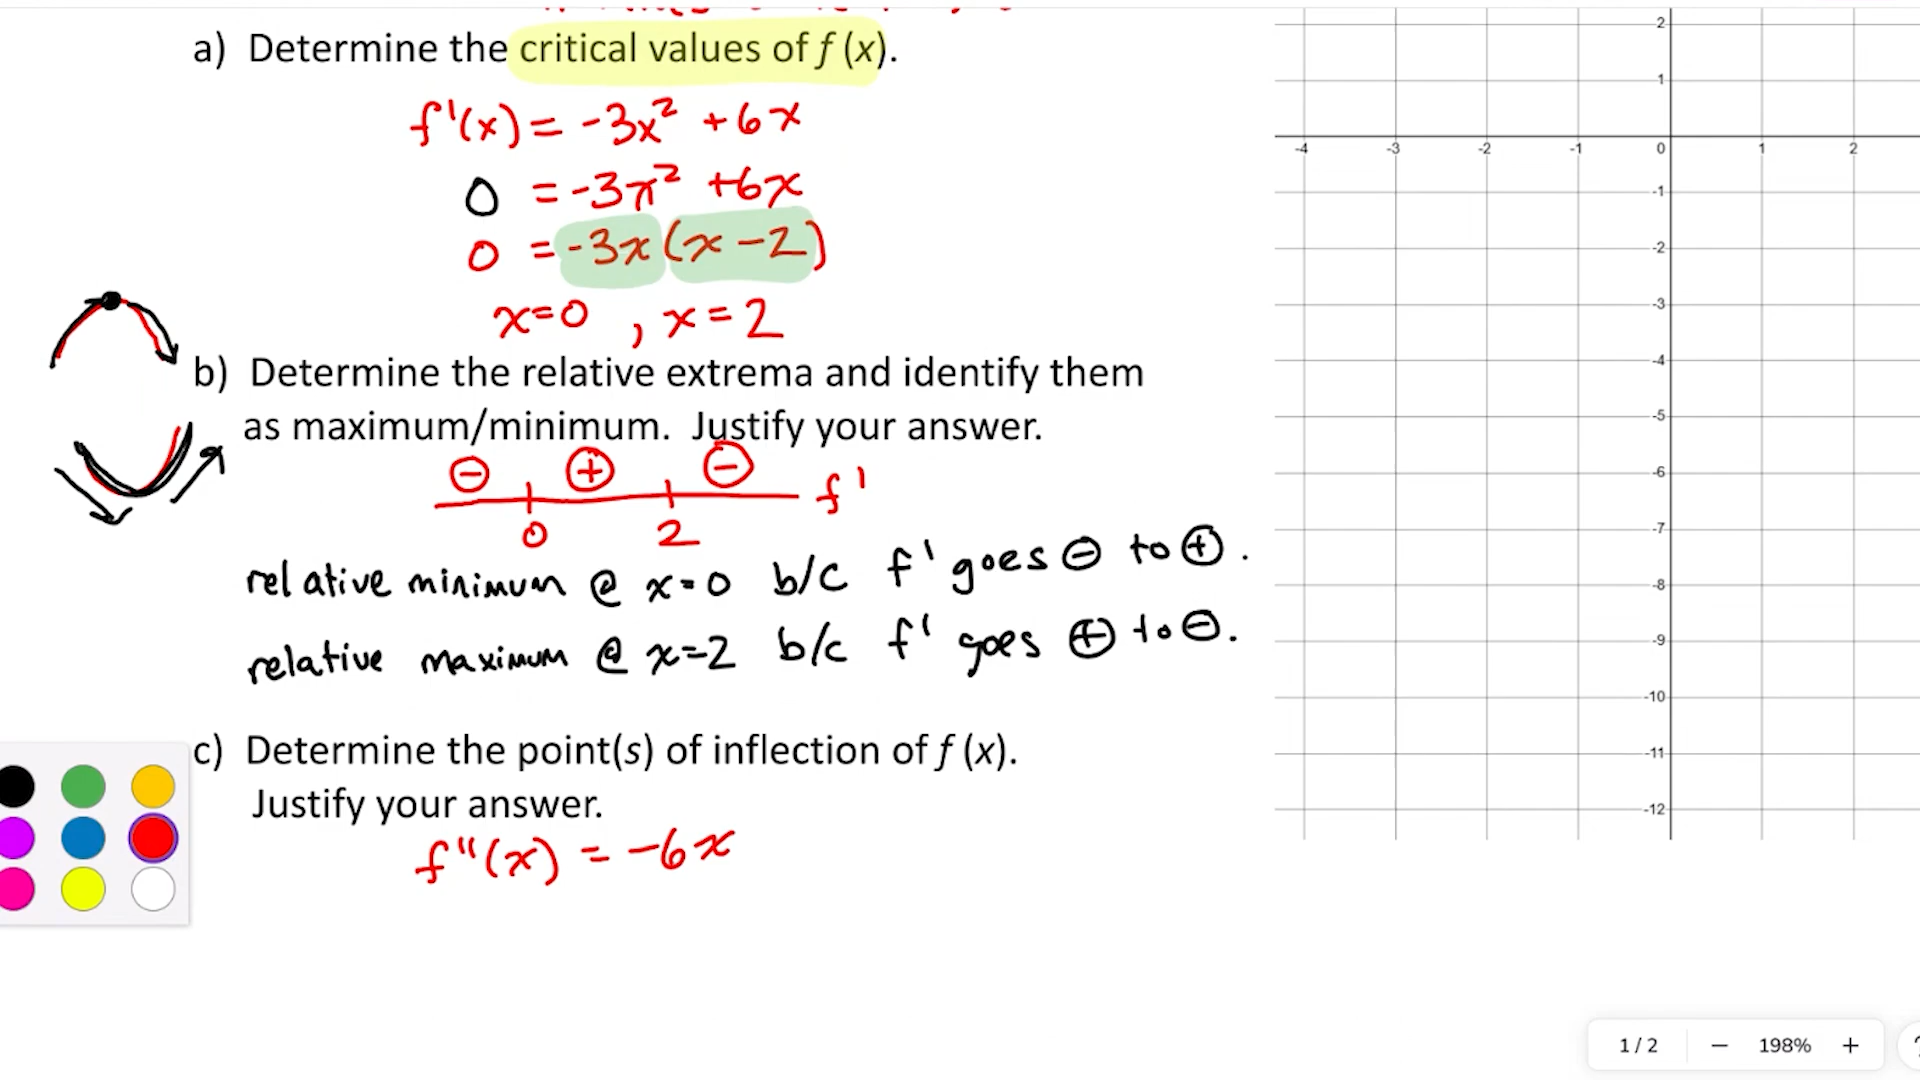 a) Determine the critical values of f (x).
f'(x) = -3x² + 6x
0 = -3x² + 6x
0 = -3x (x - 2)
x=0 , x=2
b) Determine the relative extrema and identify them
as maximum/minimum. Justify your answer.
⊖ ⊕ ⊖
f'
0 2
relative minimum @ x=0 b/c f' goes ⊖ to ⊕.
relative maximum @ x=2 b/c f' goes ⊕ to ⊖.
c) Determine the point(s) of inflection of f (x).
Justify your answer.
f''(x) = -6x
2
1
-4 -3 -2 -1 0 1 2
-1
-2
-3
-4
-5
-6
-7
-8
-9
-10
-11
-12
1 / 2 − 198% +